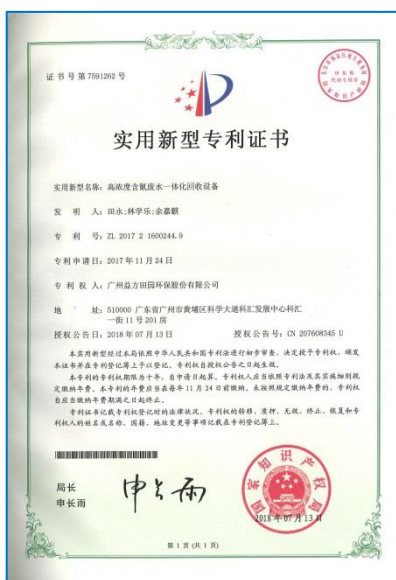 证书号第7591262号
实用新型专利证书
实用新型名称：高浓度含氰废水一体化回收设备
发明人：田永;林学乐;余嘉麒
专利号：ZL 2017 2 1600244.9
专利申请日：2017年11月24日
专利权人：广州益方田园环保股份有限公司
地址：510000 广东省广州市黄埔区科学大道科汇发展中心科汇
一街11号201房
授权公告日：2018年07月13日 授权公告号：CN 207608345 U
本实用新型经过本局依照中华人民共和国专利法进行初步审查，决定授予专利权，颁发
本证书并在专利登记簿上予以登记。专利权自授权公告之日起生效。
本专利的专利权期限为十年，自申请日起算。专利权人应当依照专利法及其实施细则规
定缴纳年费。本专利的年费应当在每年11月24日前缴纳。未按照规定缴纳年费的，专利权
自应当缴纳年费期满之日起终止。
专利证书记载专利权登记时的法律状况。专利权的转移、质押、无效、终止、恢复和专
利权人的姓名或名称、国籍、地址变更等事项记载在专利登记簿上。
局长
申长雨
申长雨
国家知识产权局
2018年07月13日
第1页(共1页)